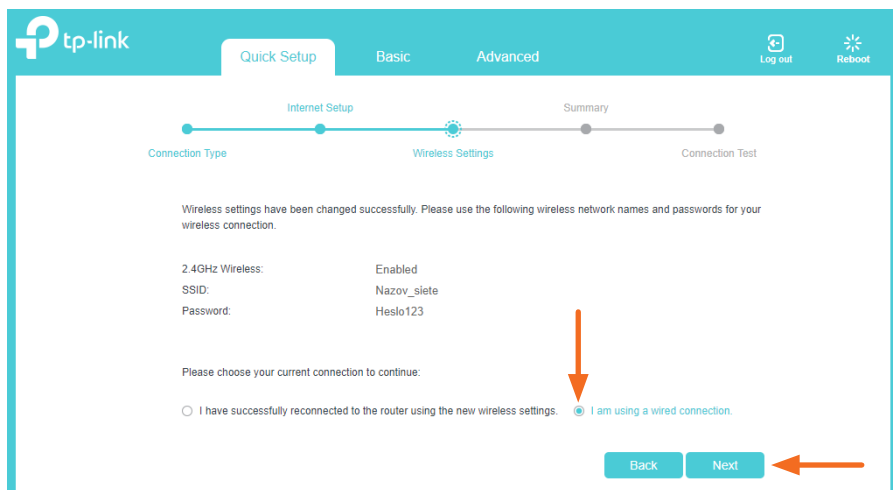 tp-link
Quick Setup
Basic
Advanced
Log out
Reboot
Internet Setup
Summary
Connection Type
Wireless Settings
Connection Test
Wireless settings have been changed successfully. Please use the following wireless network names and passwords for your
wireless connection.
2.4GHz Wireless: Enabled
SSID: Nazov_siete
Password: Heslo123
Please choose your current connection to continue:
I have successfully reconnected to the router using the new wireless settings. I am using a wired connection.
Back
Next